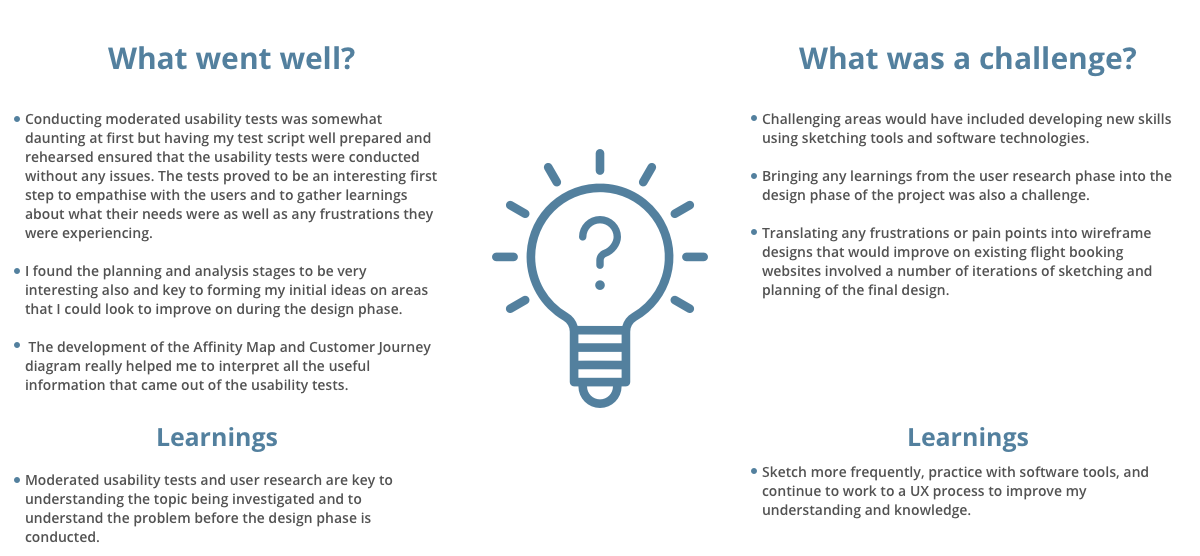 What went well?
• Conducting moderated usability tests was somewhat
daunting at first but having my test script well prepared and
rehearsed ensured that the usability tests were conducted
without any issues. The tests proved to be an interesting first
step to empathise with the users and to gather learnings
about what their needs were as well as any frustrations they
were experiencing.
• I found the planning and analysis stages to be very
interesting also and key to forming my initial ideas on areas
that I could look to improve on during the design phase.
• The development of the Affinity Map and Customer Journey
diagram really helped me to interpret all the useful
information that came out of the usability tests.
Learnings
• Moderated usability tests and user research are key to
understanding the topic being investigated and to
understand the problem before the design phase is
conducted.
?
What was a challenge?
• Challenging areas would have included developing new skills
using sketching tools and software technologies.
• Bringing any learnings from the user research phase into the
design phase of the project was also a challenge.
• Translating any frustrations or pain points into wireframe
designs that would improve on existing flight booking
websites involved a number of iterations of sketching and
planning of the final design.
Learnings
• Sketch more frequently, practice with software tools, and
continue to work to a UX process to improve my
understanding and knowledge.